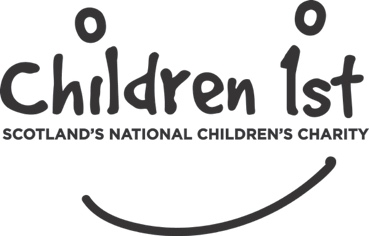 Children 1st
SCOTLAND'S NATIONAL CHILDREN'S CHARITY